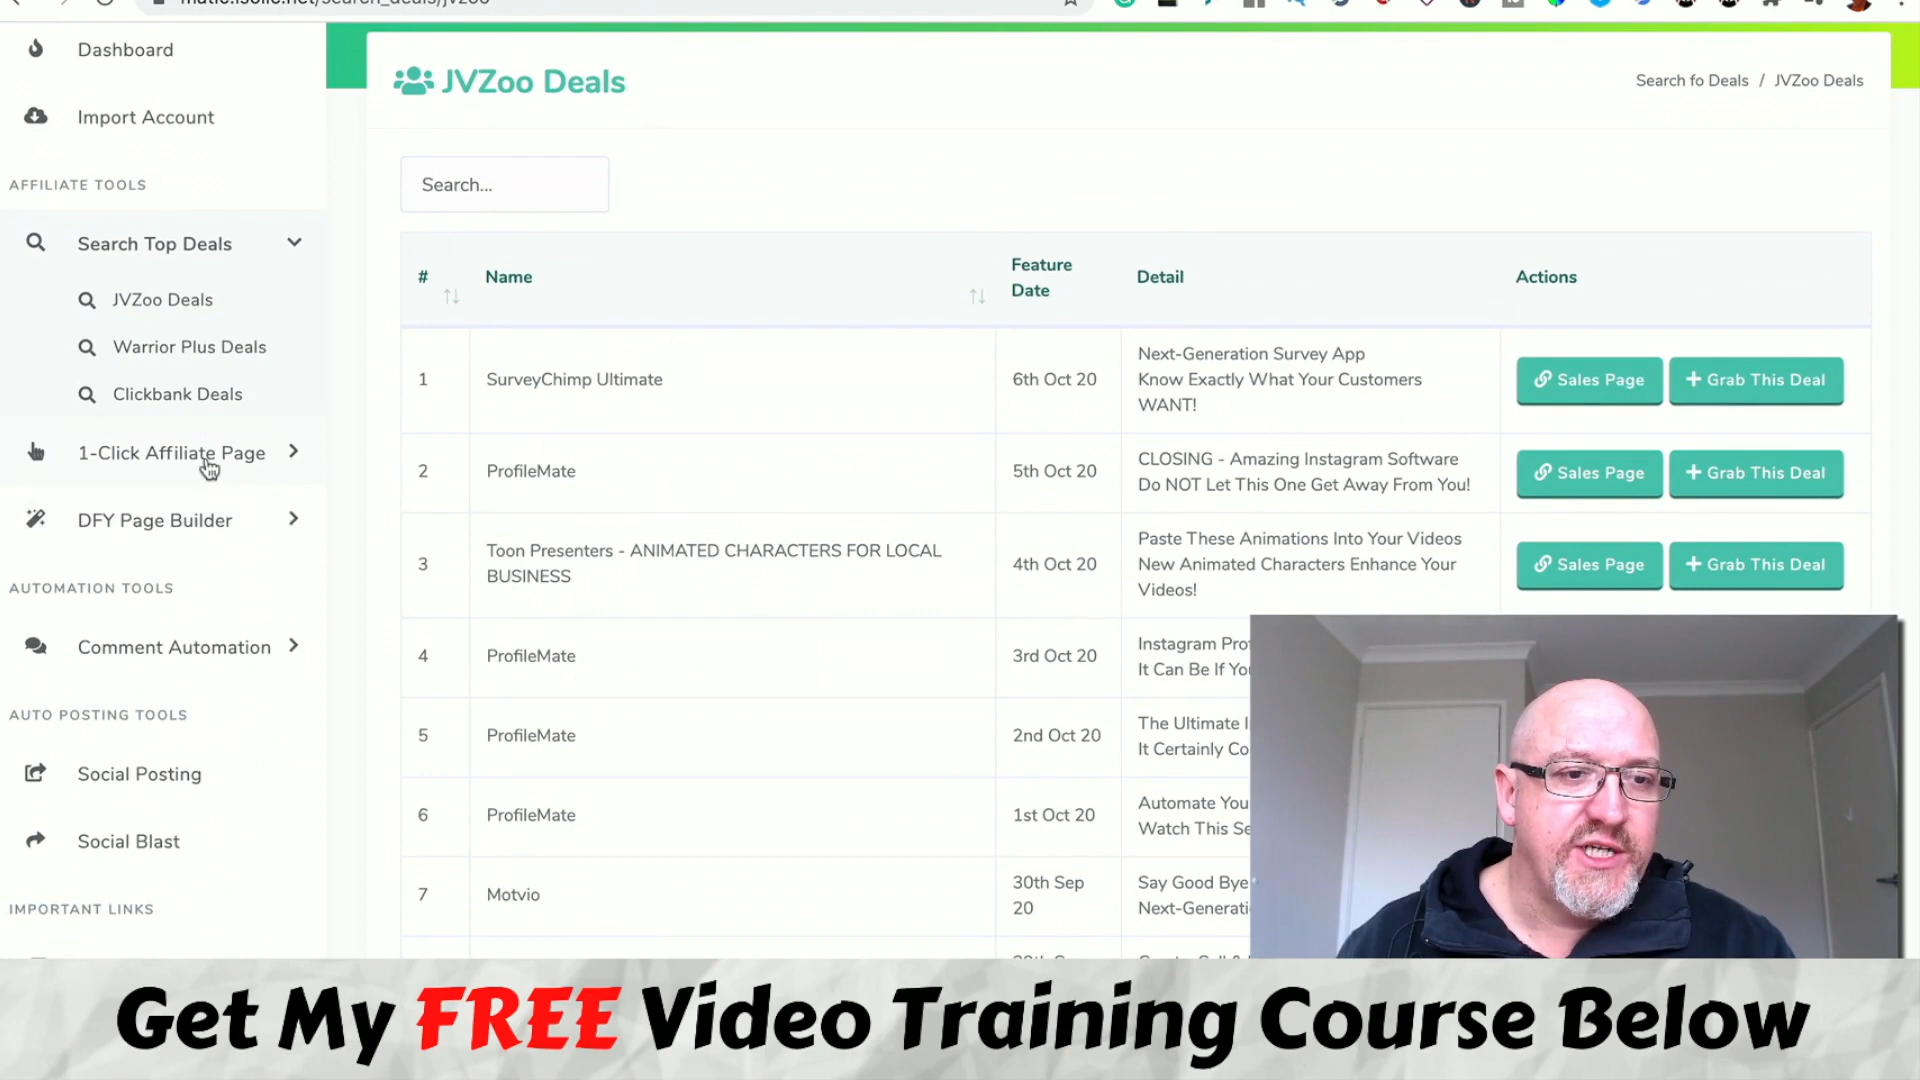 Dashboard
Import Account
AFFILIATE TOOLS
Search Top Deals
JVZoo Deals
Warrior Plus Deals
Clickbank Deals
1-Click Affiliate Page
DFY Page Builder
AUTOMATION TOOLS
Comment Automation
AUTO POSTING TOOLS
Social Posting
Social Blast
IMPORTANT LINKS
JVZoo Deals
Search fo Deals / JVZoo Deals
Search...
# Name Feature Date Detail Actions
1 SurveyChimp Ultimate 6th Oct 20 Next-Generation Survey App
Know Exactly What Your Customers
WANT!
Sales Page + Grab This Deal
2 ProfileMate 5th Oct 20 CLOSING - Amazing Instagram Software
Do NOT Let This One Get Away From You!
Sales Page + Grab This Deal
3 Toon Presenters - ANIMATED CHARACTERS FOR LOCAL
BUSINESS
4th Oct 20 Paste These Animations Into Your Videos
New Animated Characters Enhance Your
Videos!
Sales Page + Grab This Deal
4 ProfileMate 3rd Oct 20 Instagram
It Can Be If
5 ProfileMate 2nd Oct 20 The Ultimate
It Certainly
6 ProfileMate 1st Oct 20 Automate
Watch This
7 Motvio 30th Sep
20
Say Good Bye
Get My FREE Video Training Course Below